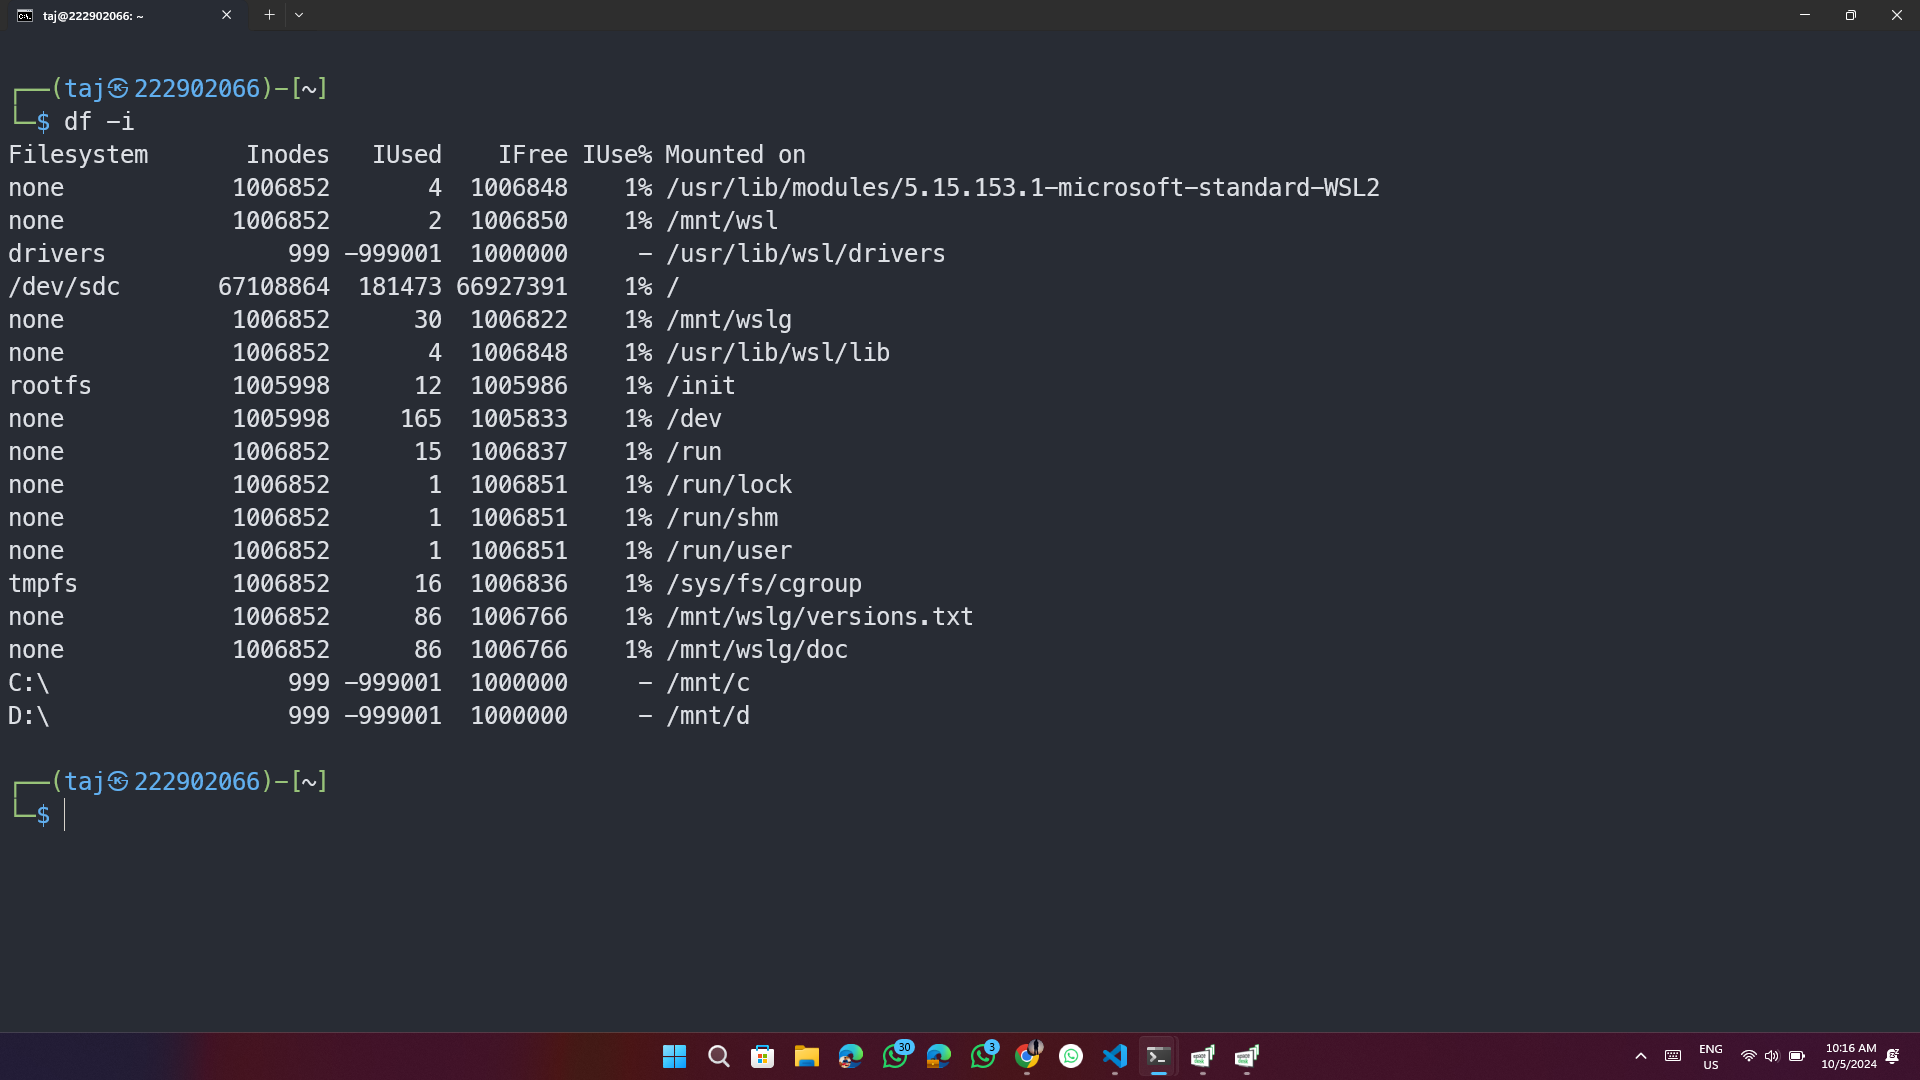 taj@222902066: ~
┌──(taj㉿222902066)-[~]
└─$ df -i
Filesystem       Inodes   IUsed    IFree IUse% Mounted on
none            1006852       4  1006848    1% /usr/lib/modules/5.15.153.1-microsoft-standard-WSL2
none            1006852       2  1006850    1% /mnt/wsl
drivers             999 -999001  1000000     - /usr/lib/wsl/drivers
/dev/sdc       67108864  181473 66927391    1% /
none            1006852      30  1006822    1% /mnt/wslg
none            1006852       4  1006848    1% /usr/lib/wsl/lib
rootfs          1005998      12  1005986    1% /init
none            1005998     165  1005833    1% /dev
none            1006852      15  1006837    1% /run
none            1006852       1  1006851    1% /run/lock
none            1006852       1  1006851    1% /run/shm
none            1006852       1  1006851    1% /run/user
tmpfs           1006852      16  1006836    1% /sys/fs/cgroup
none            1006852      86  1006766    1% /mnt/wslg/versions.txt
none            1006852      86  1006766    1% /mnt/wslg/doc
C:\                 999 -999001  1000000     - /mnt/c
D:\                 999 -999001  1000000     - /mnt/d
┌──(taj㉿222902066)-[~]
└─$
30
3
ENG
US
10:16 AM
10/5/2024